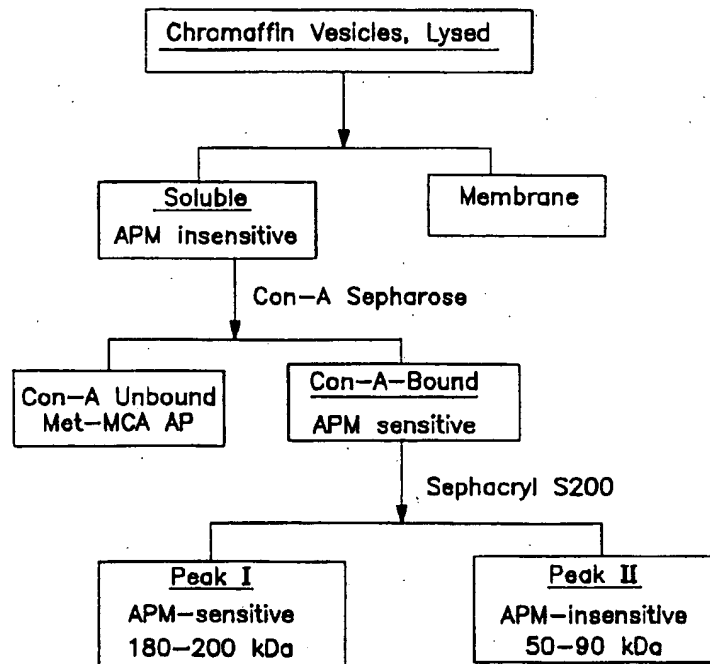 Chromaffin Vesicles, Lysed
Soluble
APM insensitive
Membrane
Con-A Sepharose
Con-A Unbound
Met-MCA AP
Con-A-Bound
APM sensitive
Sephacryl S200
Peak I
APM-sensitive
180-200 kDa
Peak II
APM-insensitive
50-90 kDa